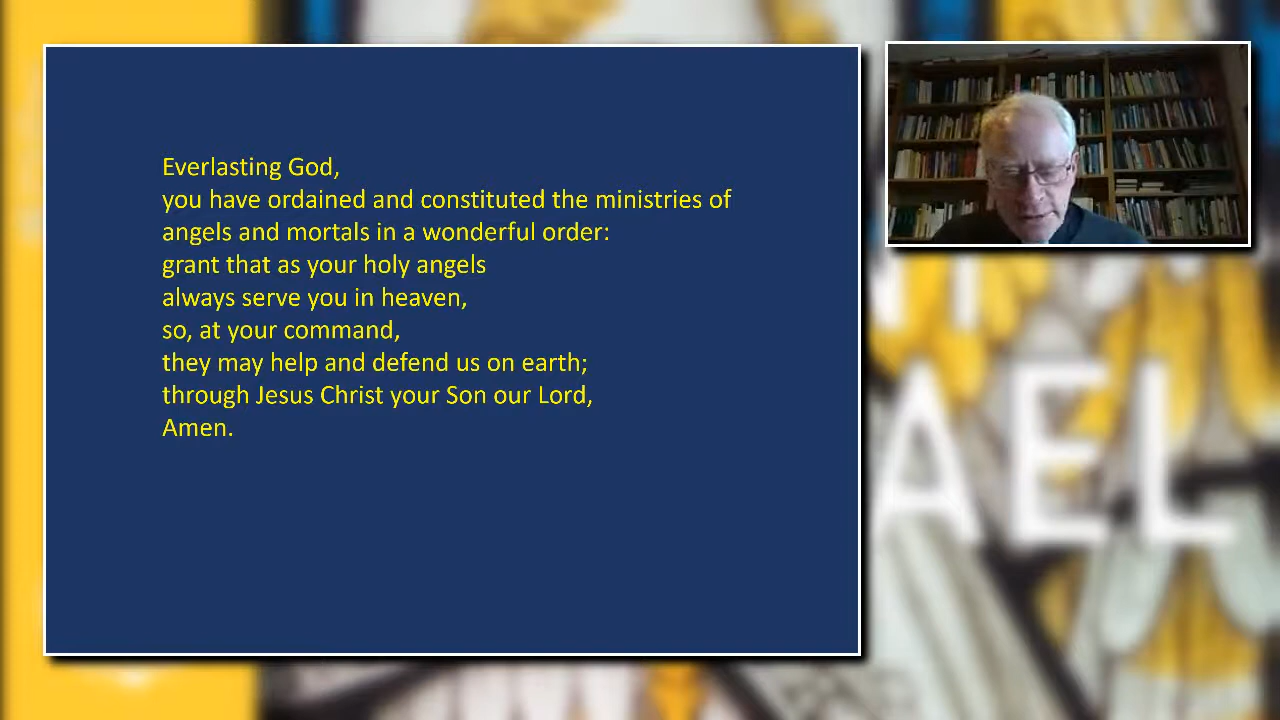 Everlasting God,
you have ordained and constituted the ministries of
angels and mortals in a wonderful order:
grant that as your holy angels
always serve you in heaven,
so, at your command,
they may help and defend us on earth;
through Jesus Christ your Son our Lord,
Amen.
AEL